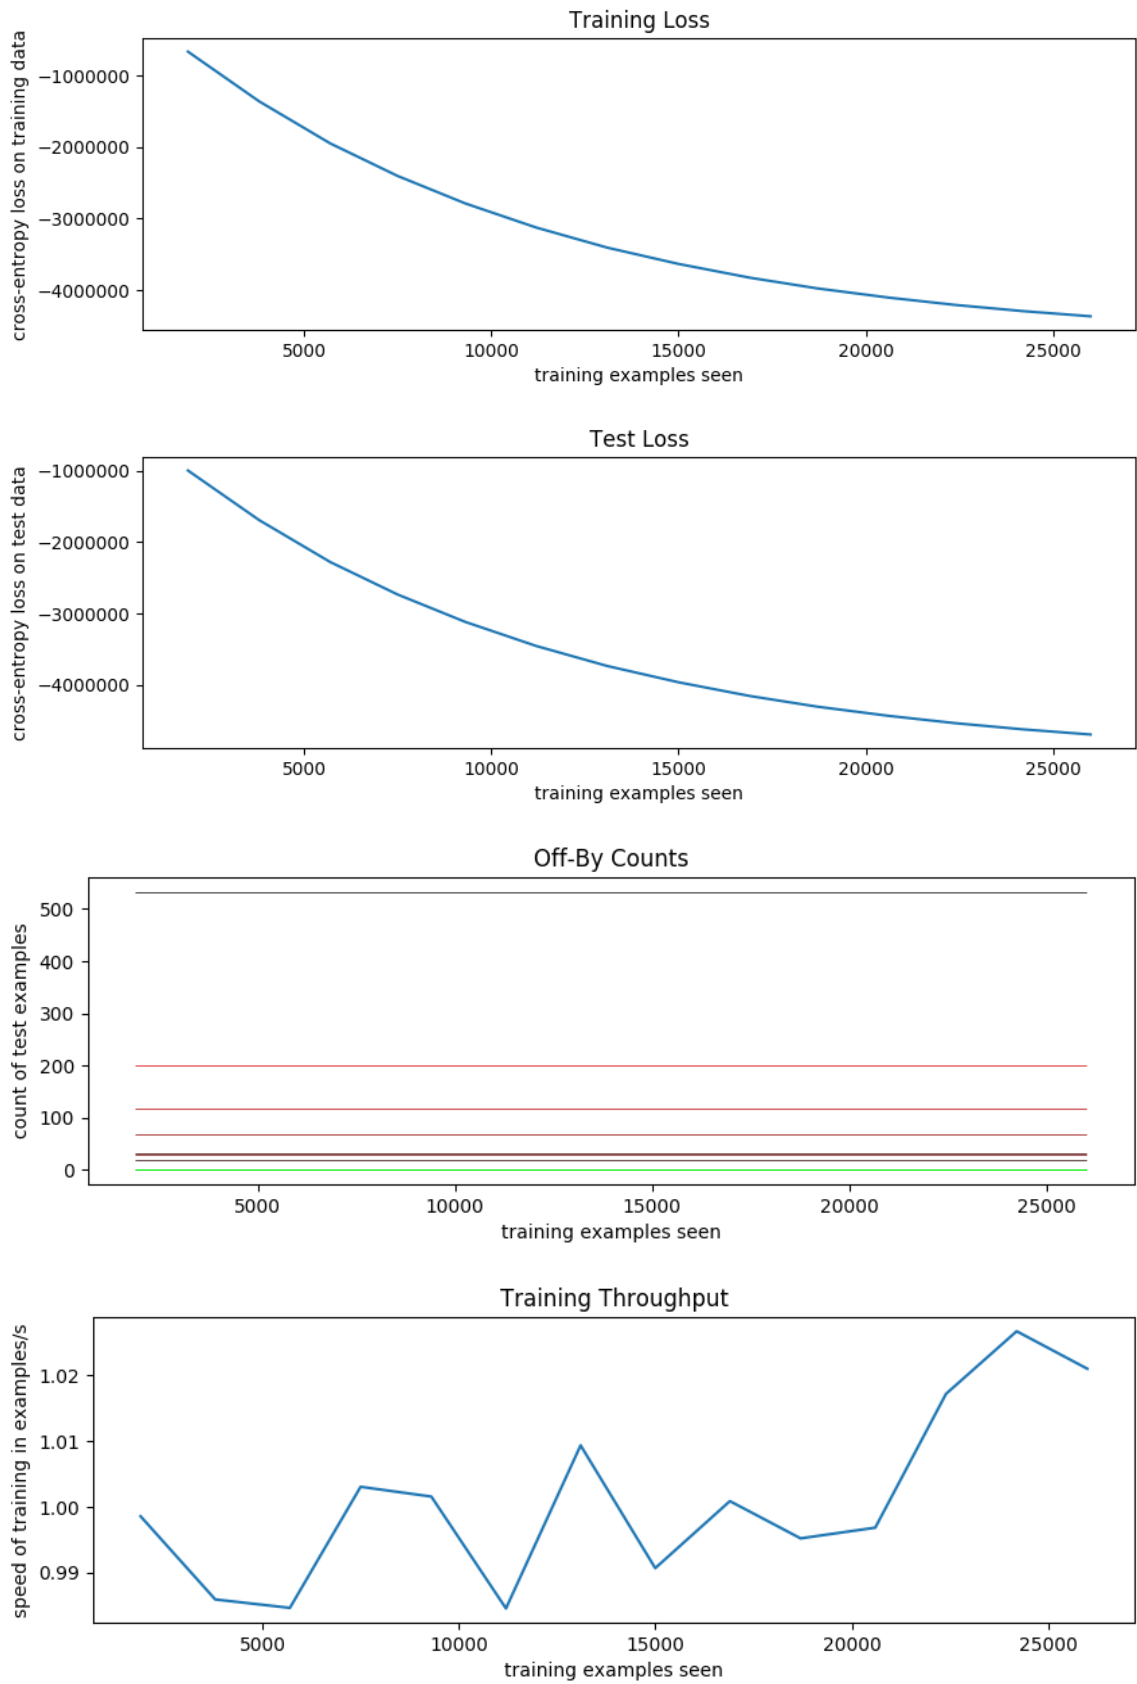 Training Loss
cross-entropy loss on training data
−1000000
−2000000
−3000000
−4000000
5000 10000 15000 20000 25000
training examples seen
Test Loss
cross-entropy loss on test data
−1000000
−2000000
−3000000
−4000000
5000 10000 15000 20000 25000
training examples seen
Off-By Counts
count of test examples
500
400
300
200
100
0
5000 10000 15000 20000 25000
training examples seen
Training Throughput
speed of training in examples/s
1.02
1.01
1.00
0.99
5000 10000 15000 20000 25000
training examples seen